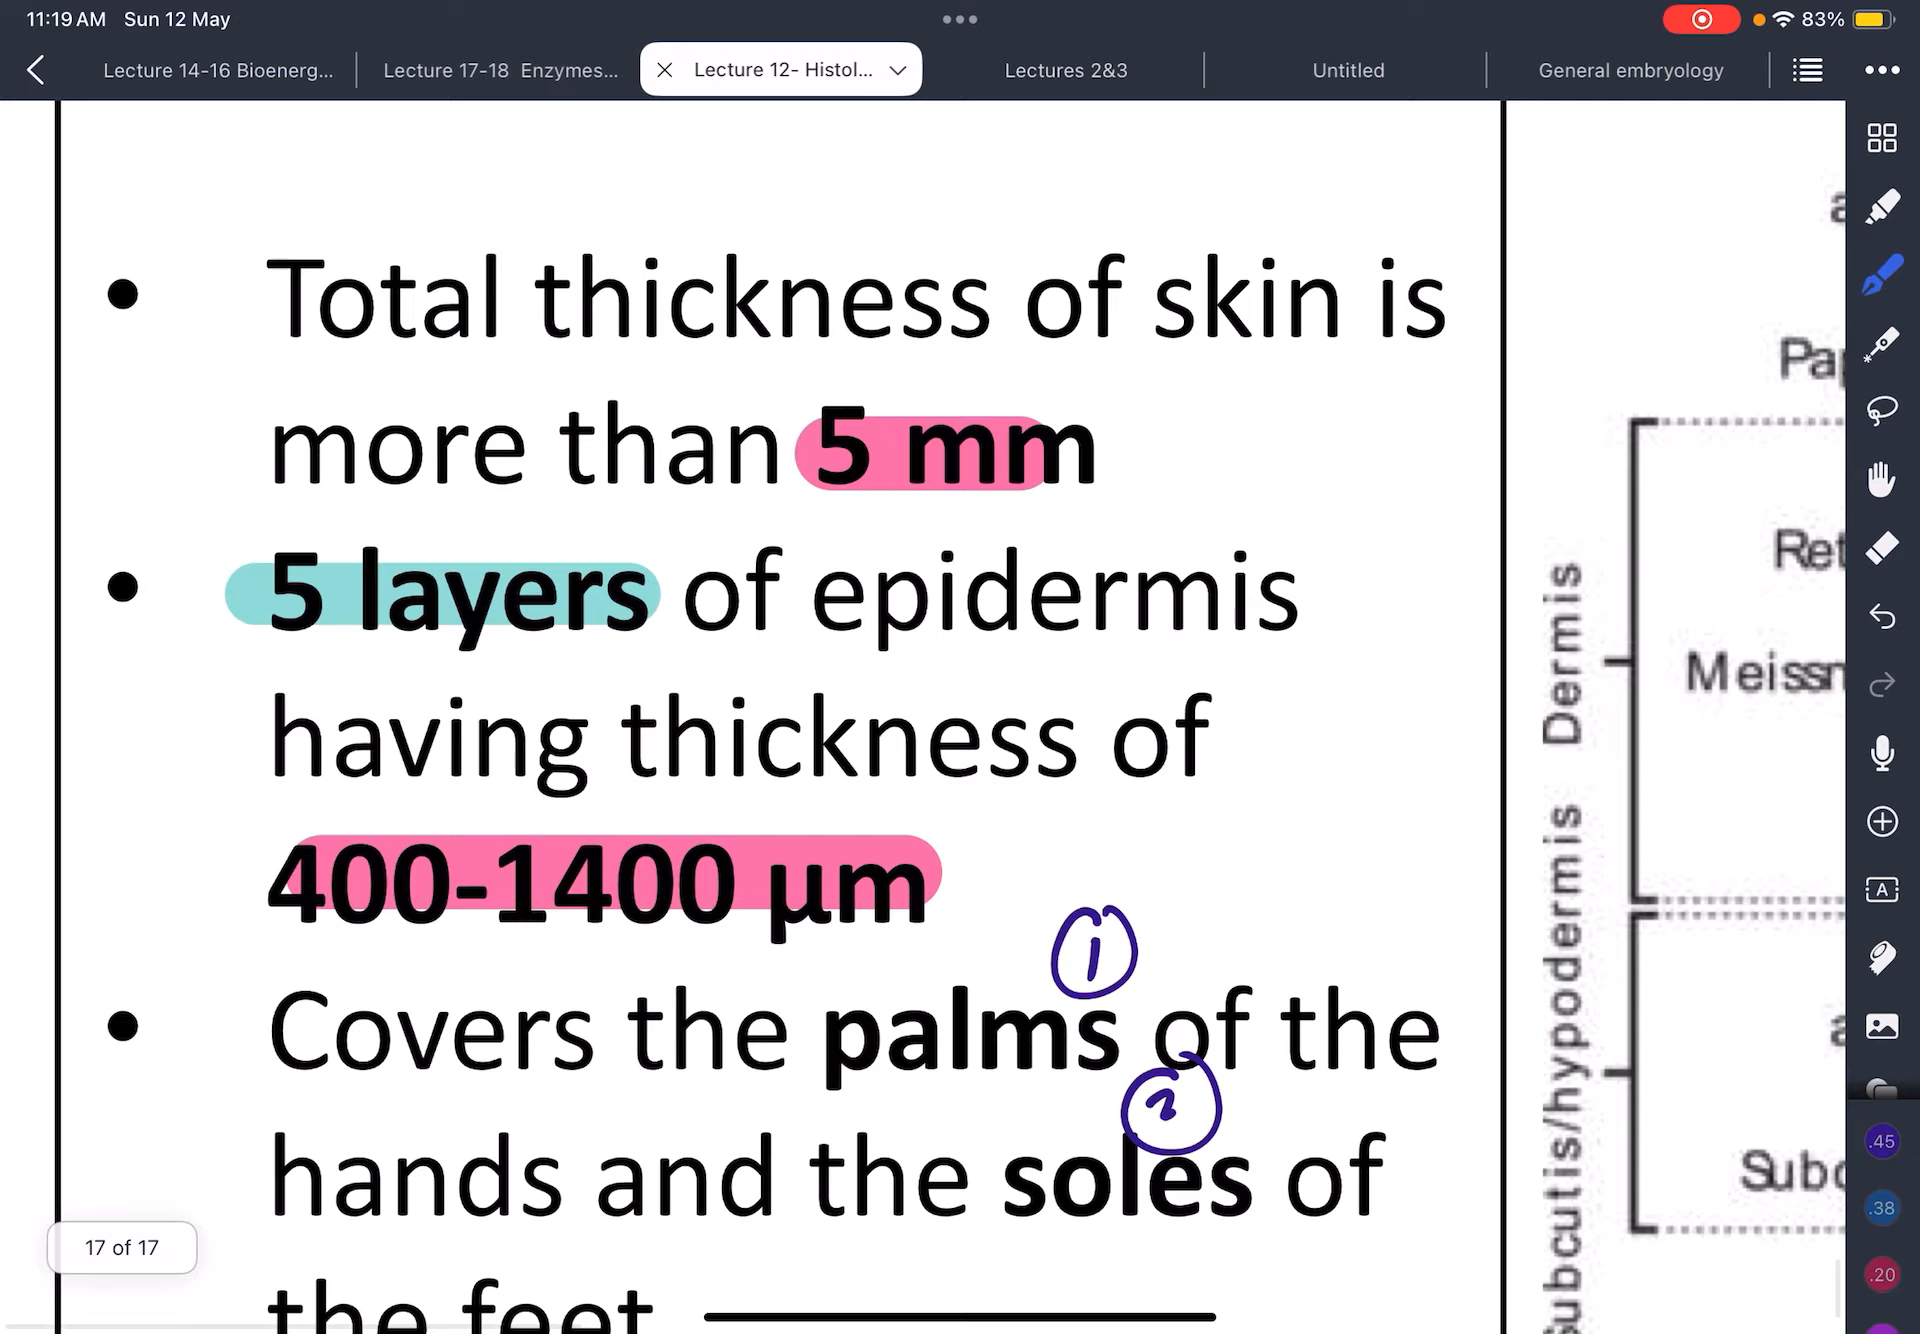 11:19 AM Sun 12 May
83%
Lecture 14-16 Bioenerg... Lecture 17-18 Enzymes... Lecture 12- Histol... Lectures 2&3 Untitled General embryology
• Total thickness of skin is
more than 5 mm
• 5 layers of epidermis
having thickness of
400-1400 µm
1
• Covers the palms of the
2
hands and the soles of
the feet
17 of 17
Dermis
Subcutis/hypodermis
a
Pap
Ret
Meissn
a
Subc
A
.45
.38
.20